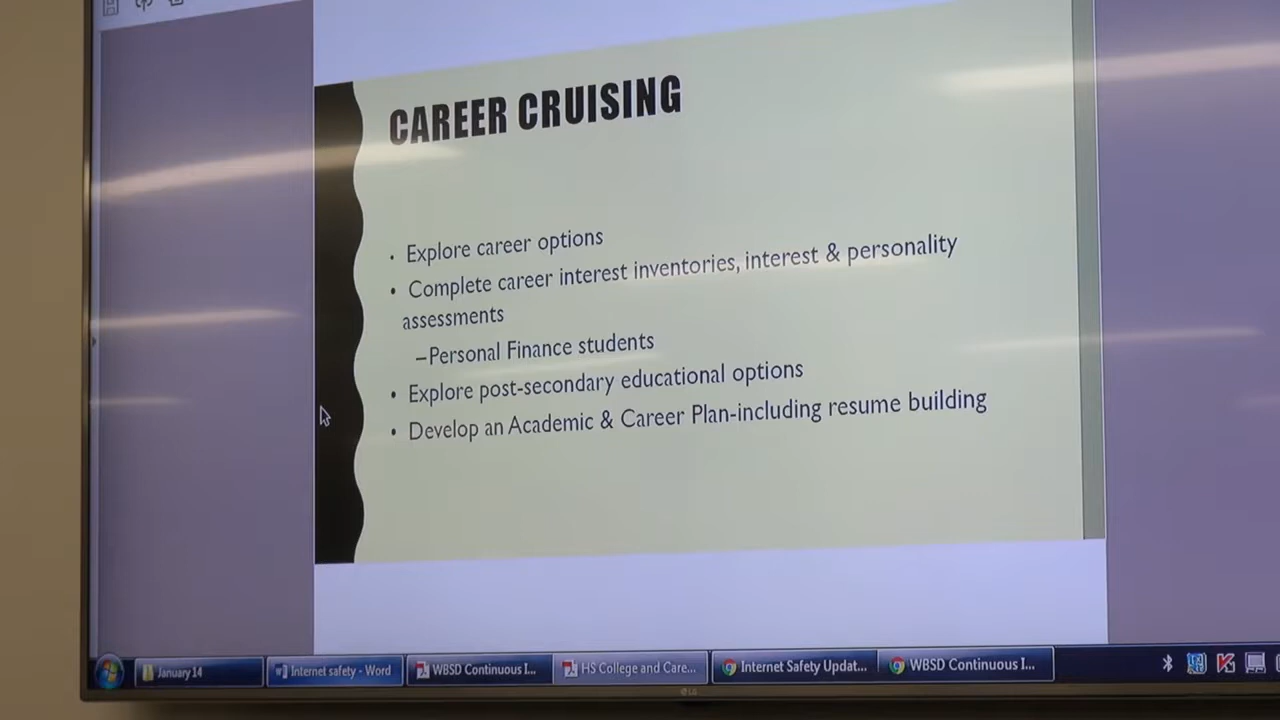 CAREER CRUISING
• Explore career options
• Complete career interest inventories, interest & personality
assessments
–Personal Finance students
• Explore post-secondary educational options
• Develop an Academic & Career Plan-including resume building
January 14
Internet safety - Word
WBSD Continuous I...
HS College and Care...
Internet Safety Updat...
WBSD Continuous I...
LG